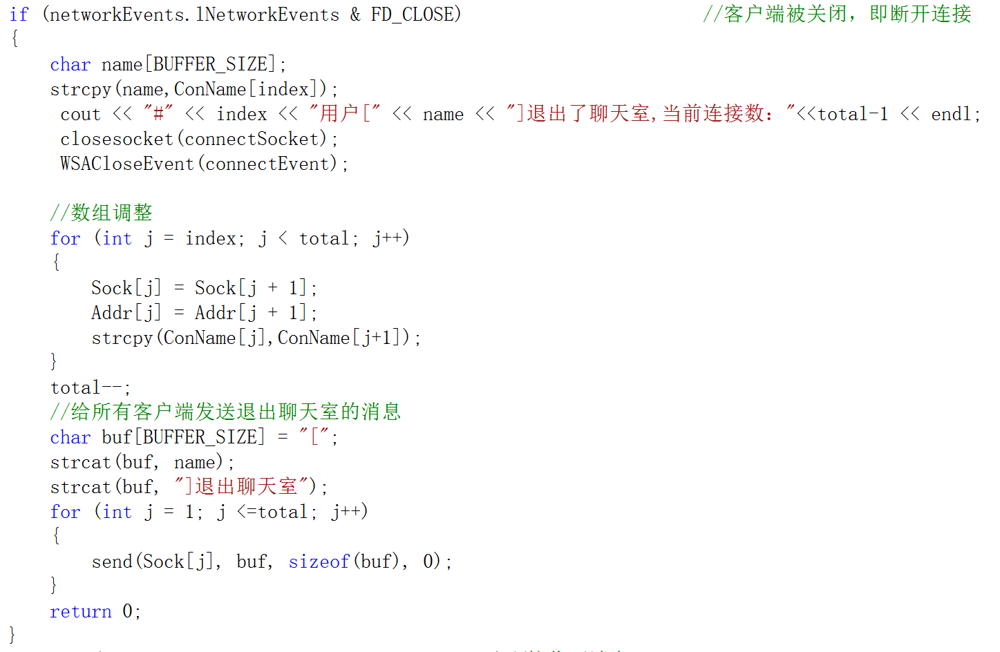 if (networkEvents.lNetworkEvents & FD_CLOSE) //客户端被关闭，即断开连接
{
char name[BUFFER_SIZE];
strcpy(name,ConName[index]);
cout << "#" << index << "用户[" << name << "]退出了聊天室,当前连接数："<<total-1 << endl;
closesocket(connectSocket);
WSACloseEvent(connectEvent);
//数组调整
for (int j = index; j < total; j++)
{
Sock[j] = Sock[j + 1];
Addr[j] = Addr[j + 1];
strcpy(ConName[j],ConName[j+1]);
}
total--;
//给所有客户端发送退出聊天室的消息
char buf[BUFFER_SIZE] = "[";
strcat(buf, name);
strcat(buf, "]退出聊天室");
for (int j = 1; j <=total; j++)
{
send(Sock[j], buf, sizeof(buf), 0);
}
return 0;
}